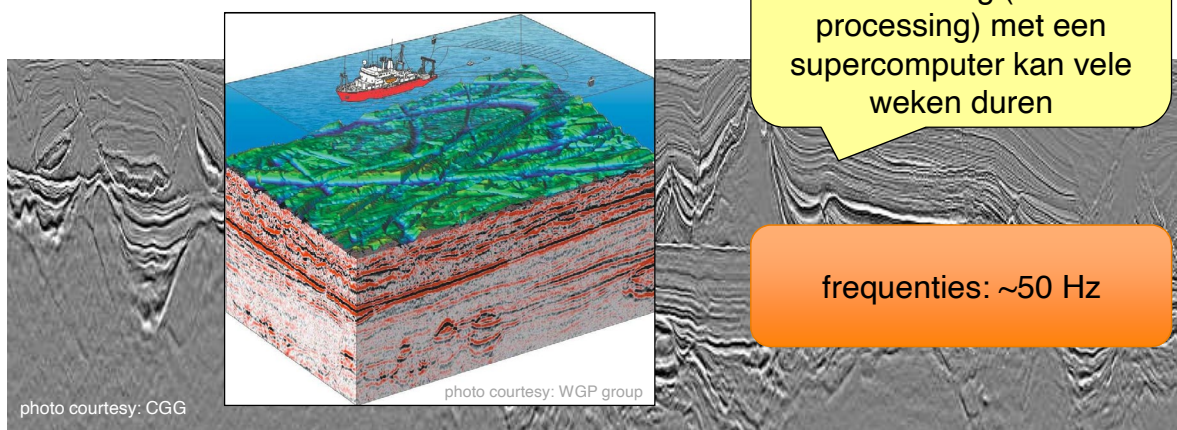 processing) met een
supercomputer kan vele
weken duren
frequenties: ~50 Hz
photo courtesy: WGP group
photo courtesy: CGG